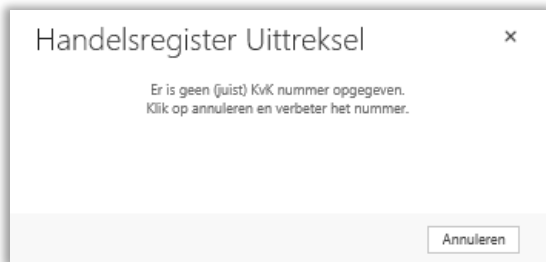 Handelsregister Uittreksel
Er is geen (juist) KvK nummer opgegeven.
Klik op annuleren en verbeter het nummer.
Annuleren